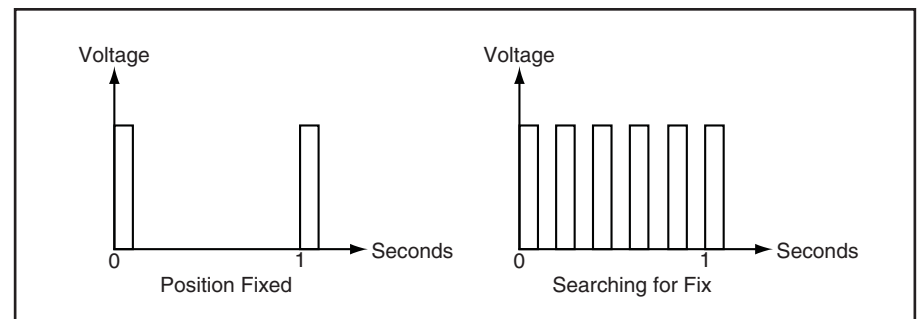 Voltage
0
1
Seconds
Position Fixed
Voltage
0
1
Seconds
Searching for Fix